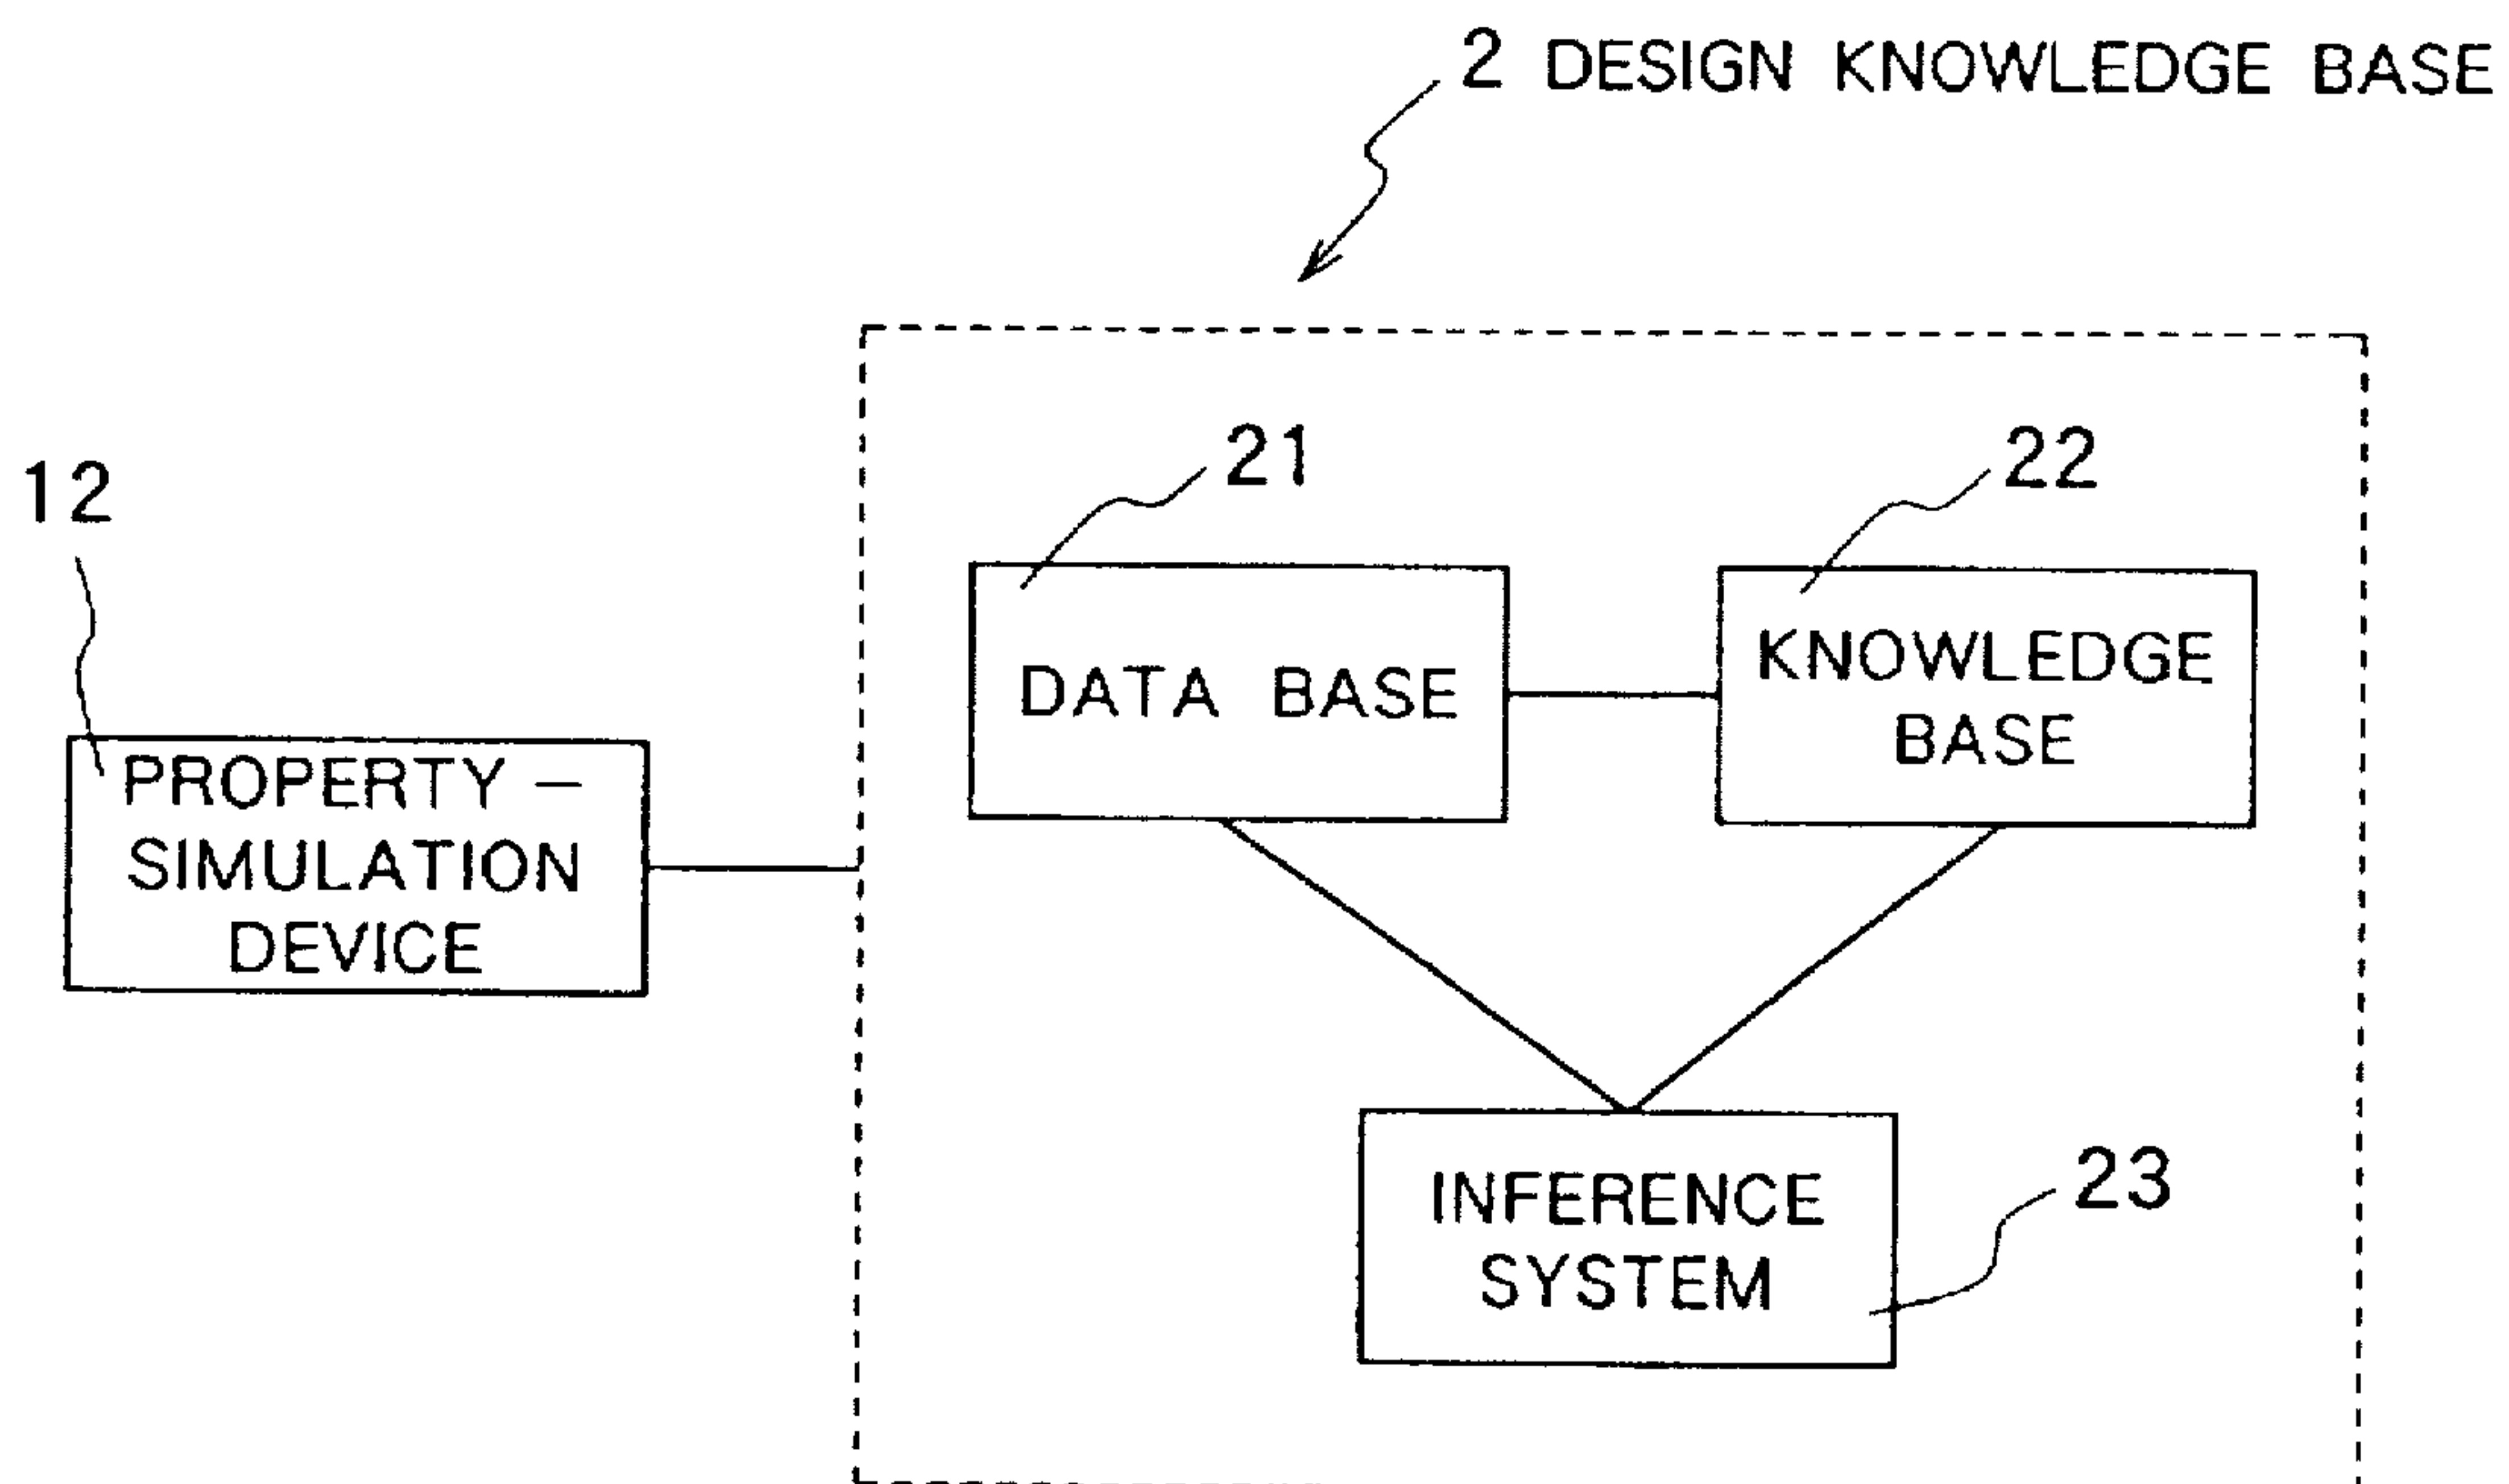 2 DESIGN KNOWLEDGE BASE
12
21
22
DATA BASE
KNOWLEDGE
BASE
PROPERTY –
SIMULATION
DEVICE
INFERENCE
SYSTEM
23